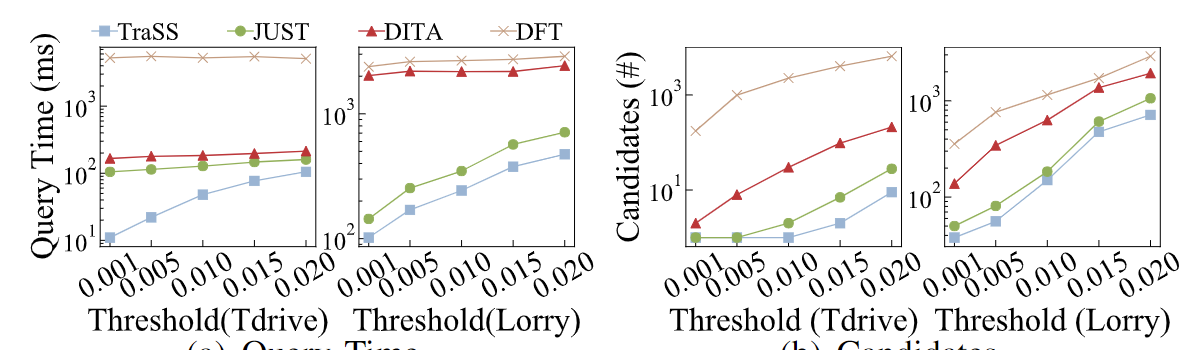 TraSS JUST DITA DFT
Query Time (ms)
10^3
10^2
10^1
0.001 0.005 0.010 0.015 0.020
Threshold(Tdrive)
10^3
10^2
0.001 0.005 0.010 0.015 0.020
Threshold(Lorry)
(a) Query Time
Candidates (#)
10^3
10^1
0.001 0.005 0.010 0.015 0.020
Threshold (Tdrive)
10^3
10^2
0.001 0.005 0.010 0.015 0.020
Threshold (Lorry)
(b) Candidates